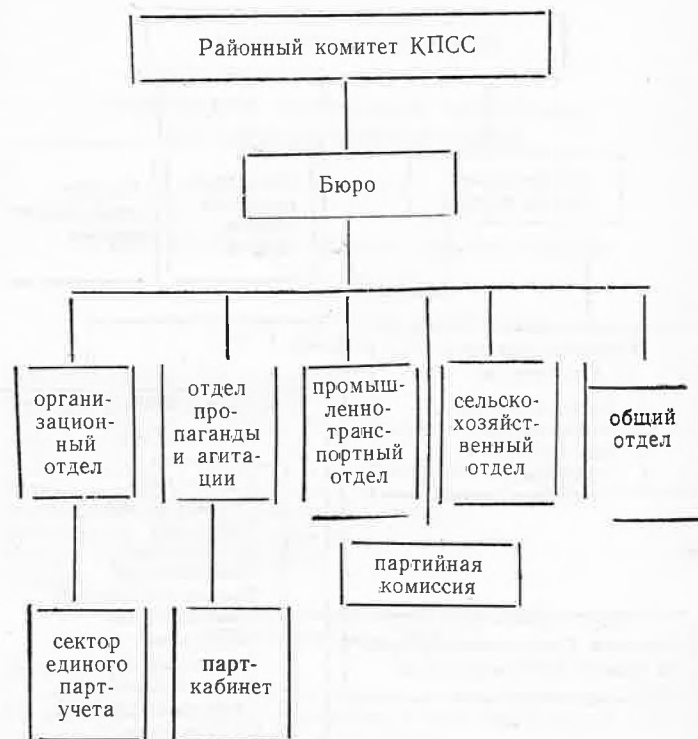 Районный комитет КПСС
Бюро
органи-
зацион-
ный
отдел
отдел
про-
паганды
и агита-
ции
промыш-
ленно-
транс-
портный
отдел
сельско-
хозяйст-
венный
отдел
общий
отдел
партийная
комиссия
сектор
единого
парт-
учета
парт-
кабинет